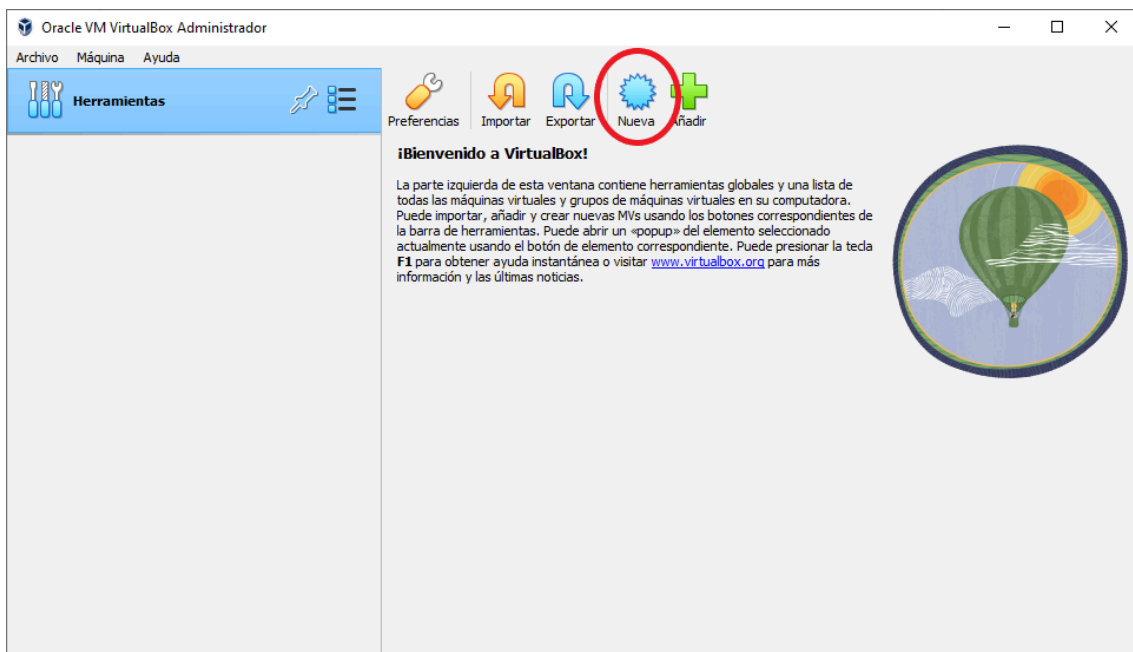 Oracle VM VirtualBox Administrador
Archivo Máquina Ayuda
Herramientas
Preferencias Importar Exportar Nueva Añadir
¡Bienvenido a VirtualBox!
La parte izquierda de esta ventana contiene herramientas globales y una lista de
todas las máquinas virtuales y grupos de máquinas virtuales en su computadora.
Puede importar, añadir y crear nuevas MVs usando los botones correspondientes de
la barra de herramientas. Puede abrir un «popup» del elemento seleccionado
actualmente usando el botón de elemento correspondiente. Puede presionar la tecla
F1 para obtener ayuda instantánea o visitar www.virtualbox.org para más
información y las últimas noticias.